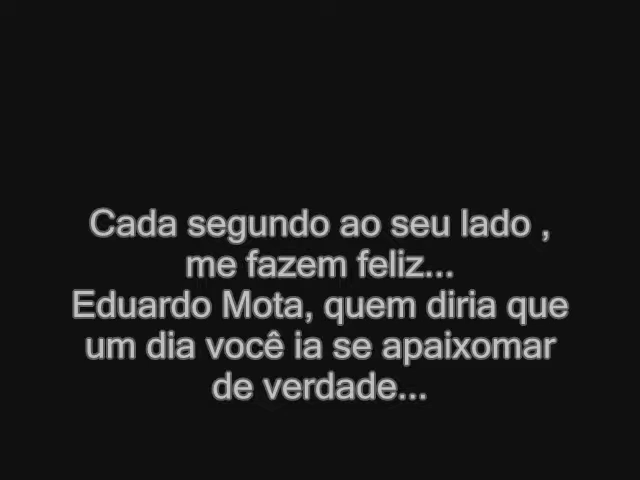 Cada segundo ao seu lado ,
me fazem feliz...
Eduardo Mota, quem diria que
um dia você ia se apaixomar
de verdade...